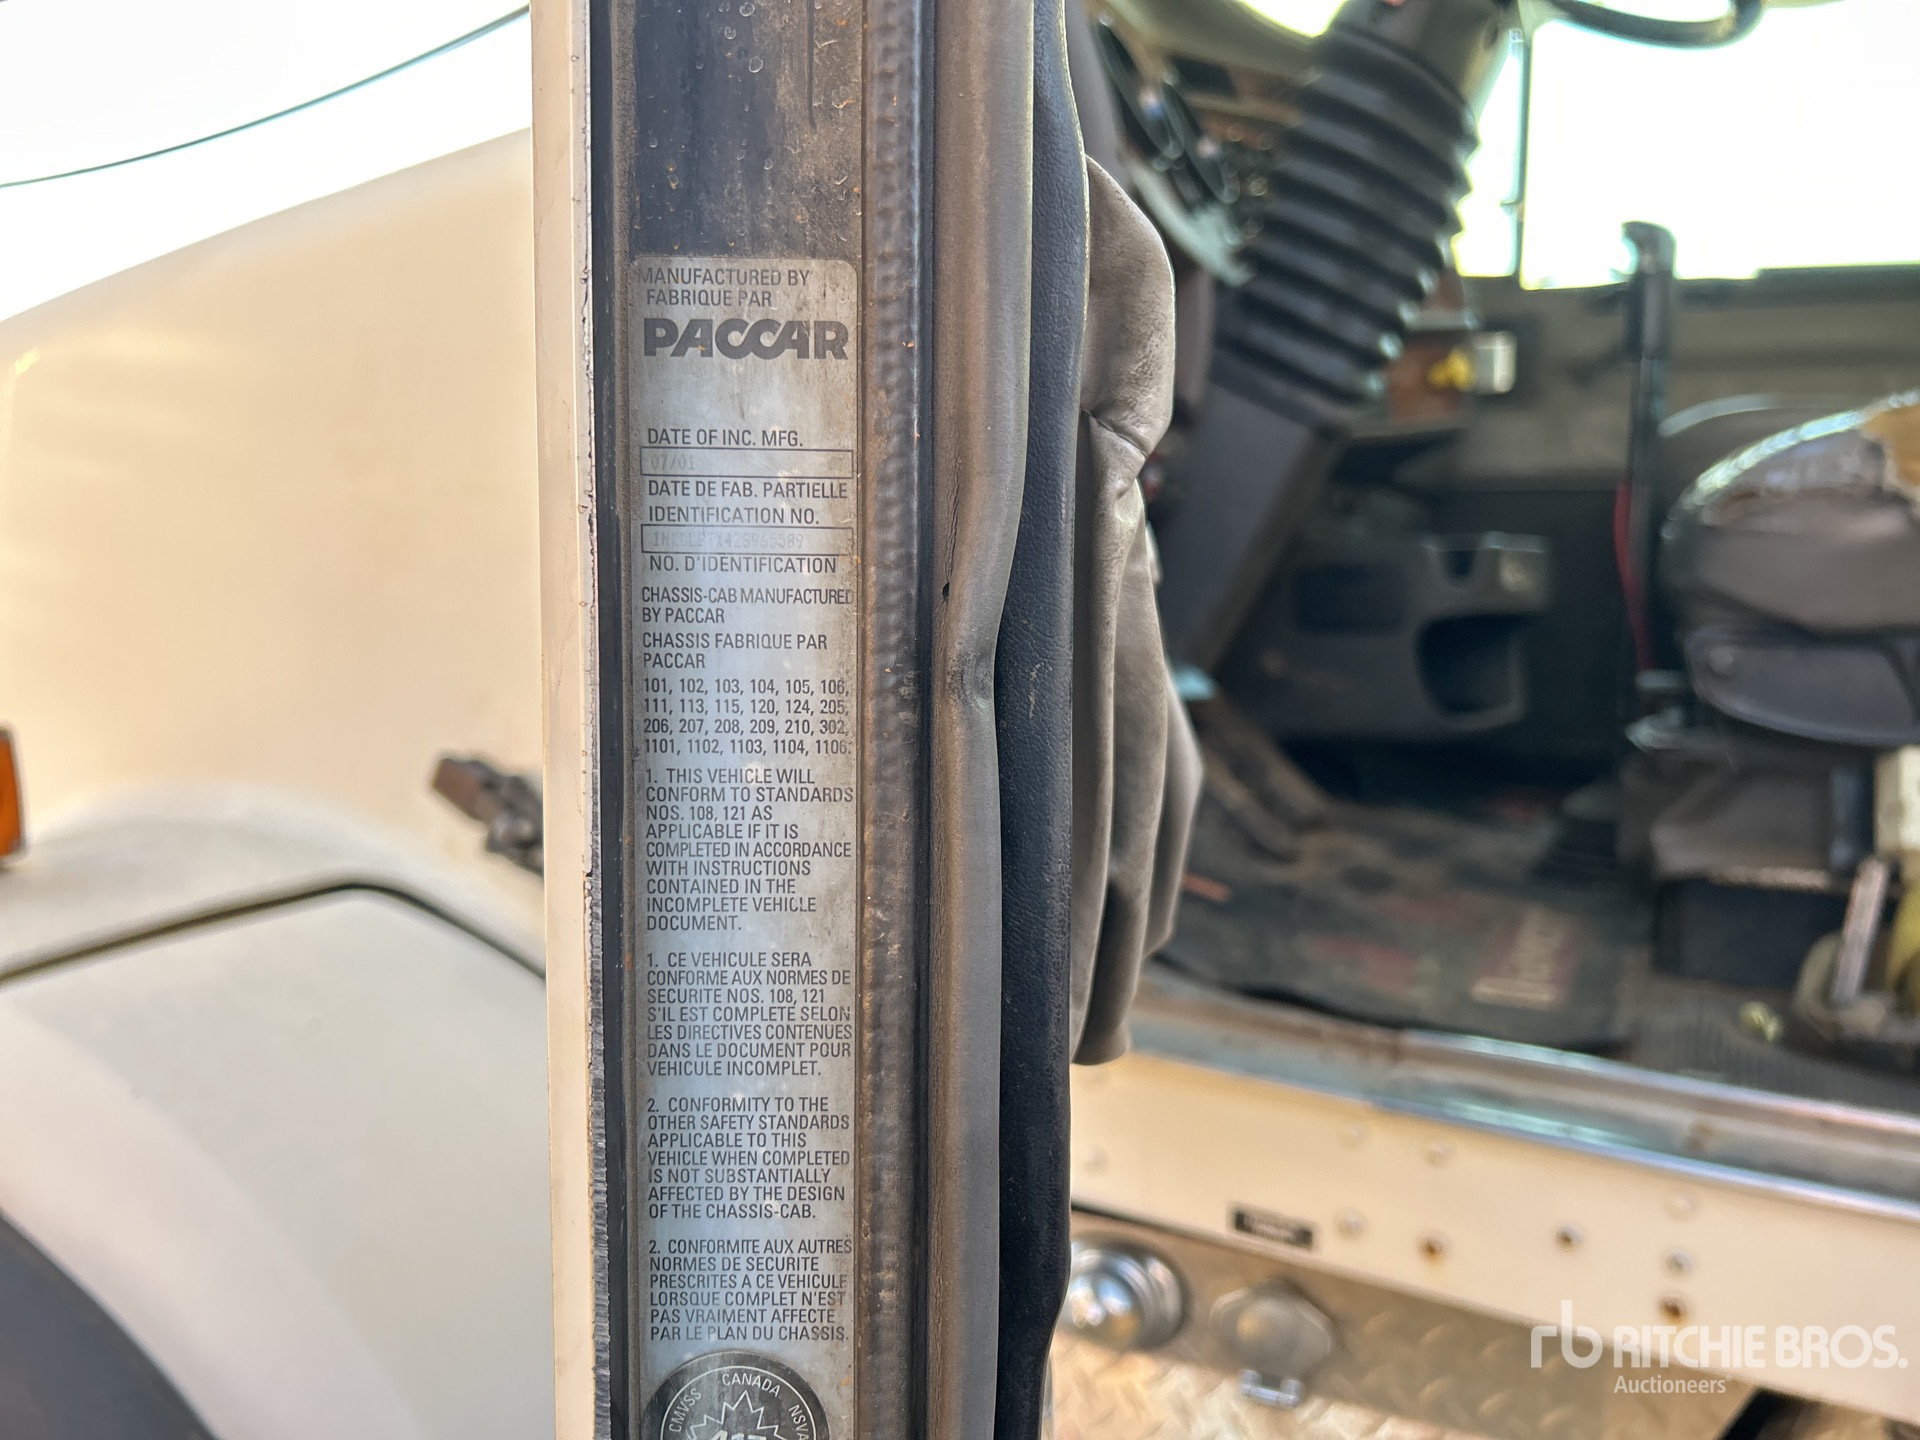 MANUFACTURED BY
FABRIQUE PAR
PACCAR
DATE OF INC. MFG.
07/01
DATE DE FAB. PARTIELLE
IDENTIFICATION NO.
NO. D'IDENTIFICATION
CHASSIS-CAB MANUFACTURED
BY PACCAR
CHASSIS FABRIQUE PAR
PACCAR
101, 102, 103, 104, 105, 106,
111, 113, 115, 120, 124, 205,
206, 207, 208, 209, 210, 302,
1101, 1102, 1103, 1104, 1106.
1. THIS VEHICLE WILL
CONFORM TO STANDARDS
NOS. 108, 121 AS
APPLICABLE IF IT IS
COMPLETED IN ACCORDANCE
WITH INSTRUCTIONS
CONTAINED IN THE
INCOMPLETE VEHICLE
DOCUMENT.
1. CE VEHICULE SERA
CONFORME AUX NORMES DE
SECURITE NOS. 108, 121
S'IL EST COMPLETE SELON
LES DIRECTIVES CONTENUES
DANS LE DOCUMENT POUR
VEHICULE INCOMPLET.
2. CONFORMITY TO THE
OTHER SAFETY STANDARDS
APPLICABLE TO THIS
VEHICLE WHEN COMPLETED
IS NOT SUBSTANTIALLY
AFFECTED BY THE DESIGN
OF THE CHASSIS-CAB.
2. CONFORMITE AUX AUTRES
NORMES DE SECURITE
PRESCRITES A CE VEHICULE
LORSQUE COMPLET N'EST
PAS VRAIMENT AFFECTE
PAR LE PLAN DU CHASSIS.
CMVSS CANADA NSVA
rb RITCHIE BROS.
Auctioneers